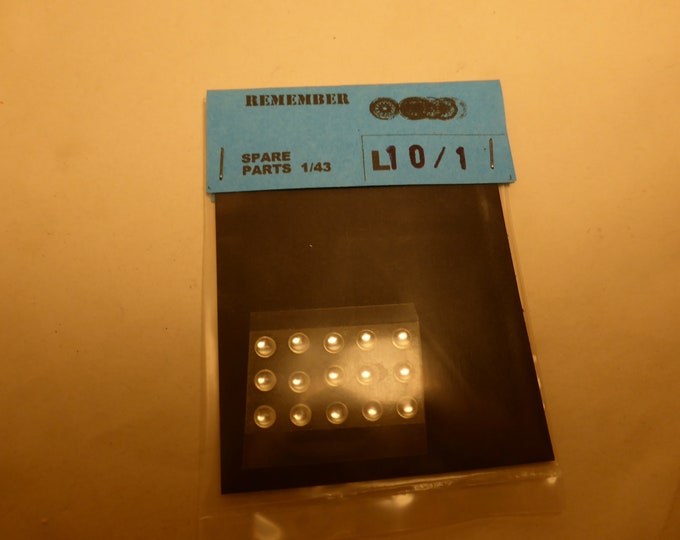 REMEMBER
SPARE
PARTS 1/43
L10/1